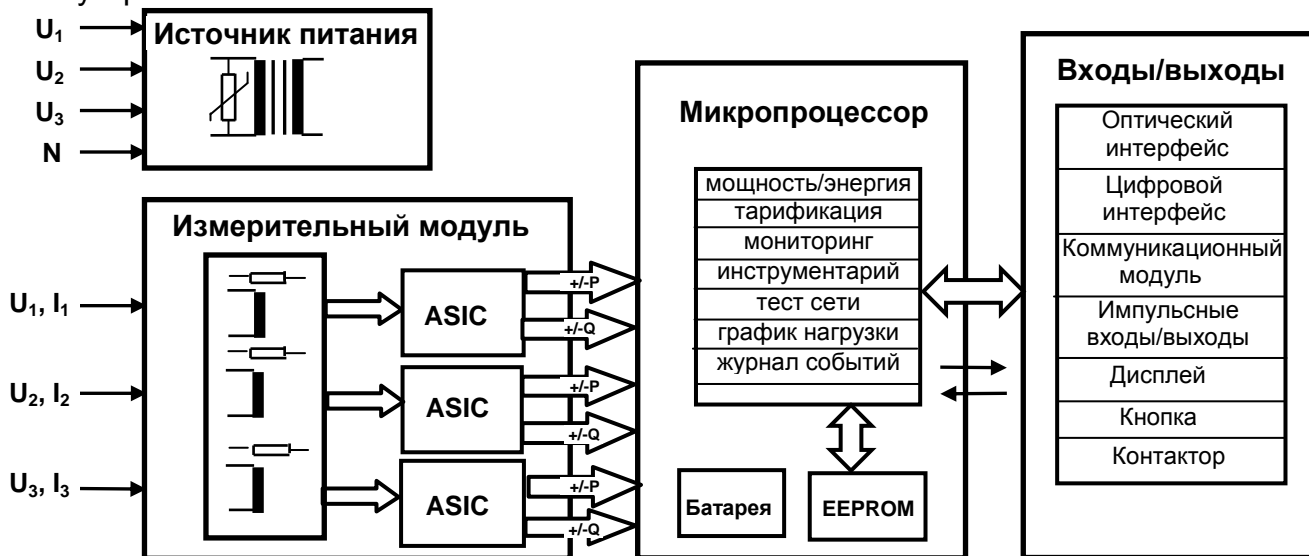 U₁
U₂
U₃
N
Источник питания
Измерительный модуль
U₁, I₁
U₂, I₂
U₃, I₃
ASIC
ASIC
ASIC
+/-P
+/-Q
+/-P
+/-Q
+/-P
+/-Q
Микропроцессор
мощность/энергия
тарификация
мониторинг
инструментарий
тест сети
график нагрузки
журнал событий
Батарея
EEPROM
Входы/выходы
Оптический
интерфейс
Цифровой
интерфейс
Коммуникационный
модуль
Импульсные
входы/выходы
Дисплей
Кнопка
Контактор